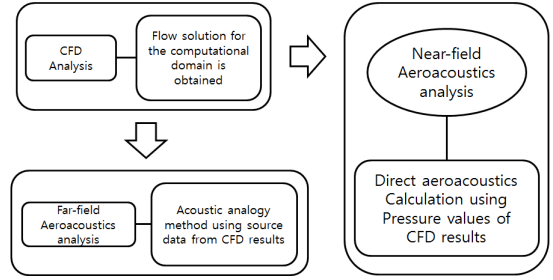 CFD
Analysis
Flow solution for
the computational
domain is
obtained
Near-field
Aeroacoustics
analysis
Direct aeroacoustics
Calculation using
Pressure values of
CFD results
Far-field
Aeroacoustics
analysis
Acoustic analogy
method using source
data from CFD results